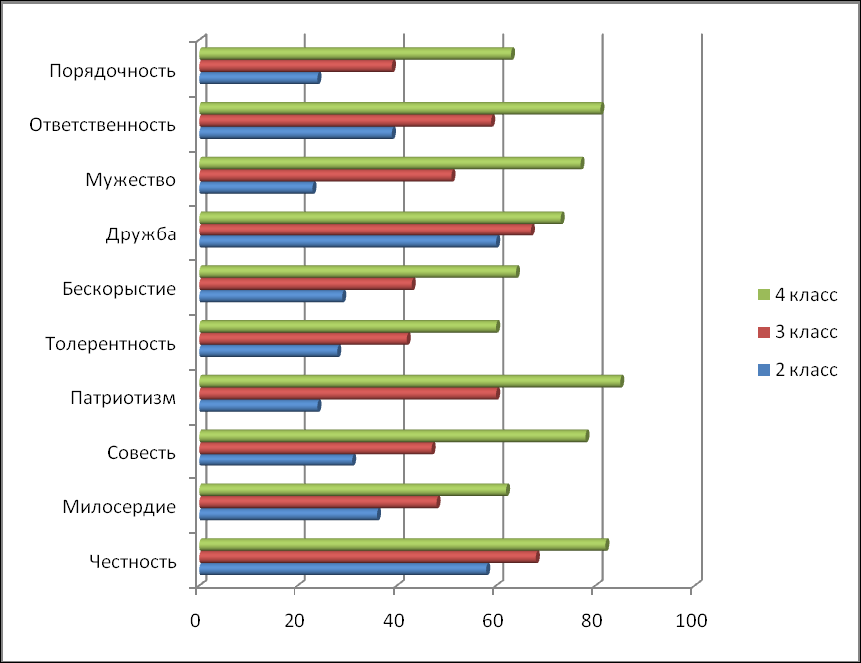 Порядочность
Ответственность
Мужество
Дружба
Бескорыстие
Толерентность
Патриотизм
Совесть
Милосердие
Честность
0 20 40 60 80 100
4 класс
3 класс
2 класс